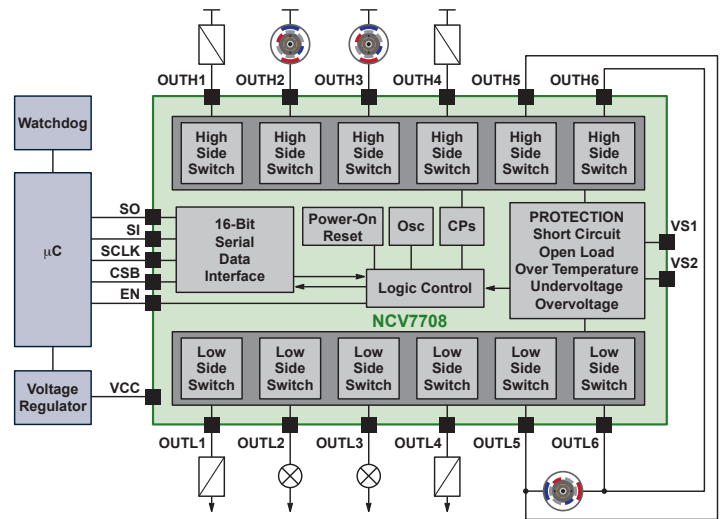 OUTH1 OUTH2 OUTH3 OUTH4 OUTH5 OUTH6
Watchdog
High
Side
Switch
High
Side
Switch
High
Side
Switch
High
Side
Switch
High
Side
Switch
High
Side
Switch
μC
SO
SI
SCLK
CSB
EN
16-Bit
Serial
Data
Interface
Power-On
Reset
Osc
CPs
Logic Control
PROTECTION
Short Circuit
Open Load
Over Temperature
Undervoltage
Overvoltage
VS1
VS2
NCV7708
Voltage
Regulator
VCC
Low
Side
Switch
Low
Side
Switch
Low
Side
Switch
Low
Side
Switch
Low
Side
Switch
Low
Side
Switch
OUTL1 OUTL2 OUTL3 OUTL4 OUTL5 OUTL6